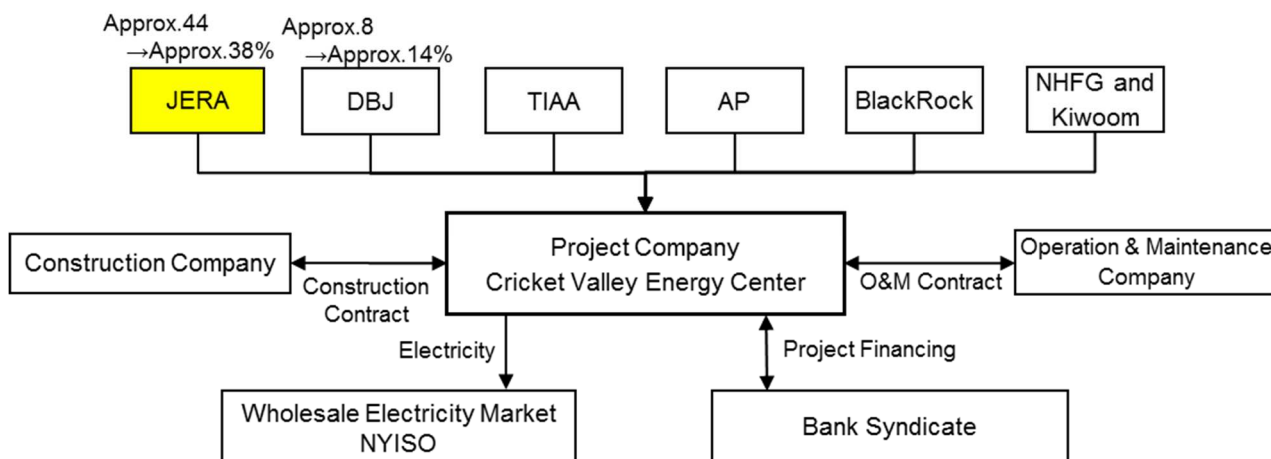 Approx.44
→Approx.38%
Approx.8
→Approx.14%
JERA
DBJ
TIAA
AP
BlackRock
NHFG and
Kiwoom
Construction Company
Construction
Contract
Project Company
Cricket Valley Energy Center
O&M Contract
Operation & Maintenance
Company
Electricity
Project Financing
Wholesale Electricity Market
NYISO
Bank Syndicate